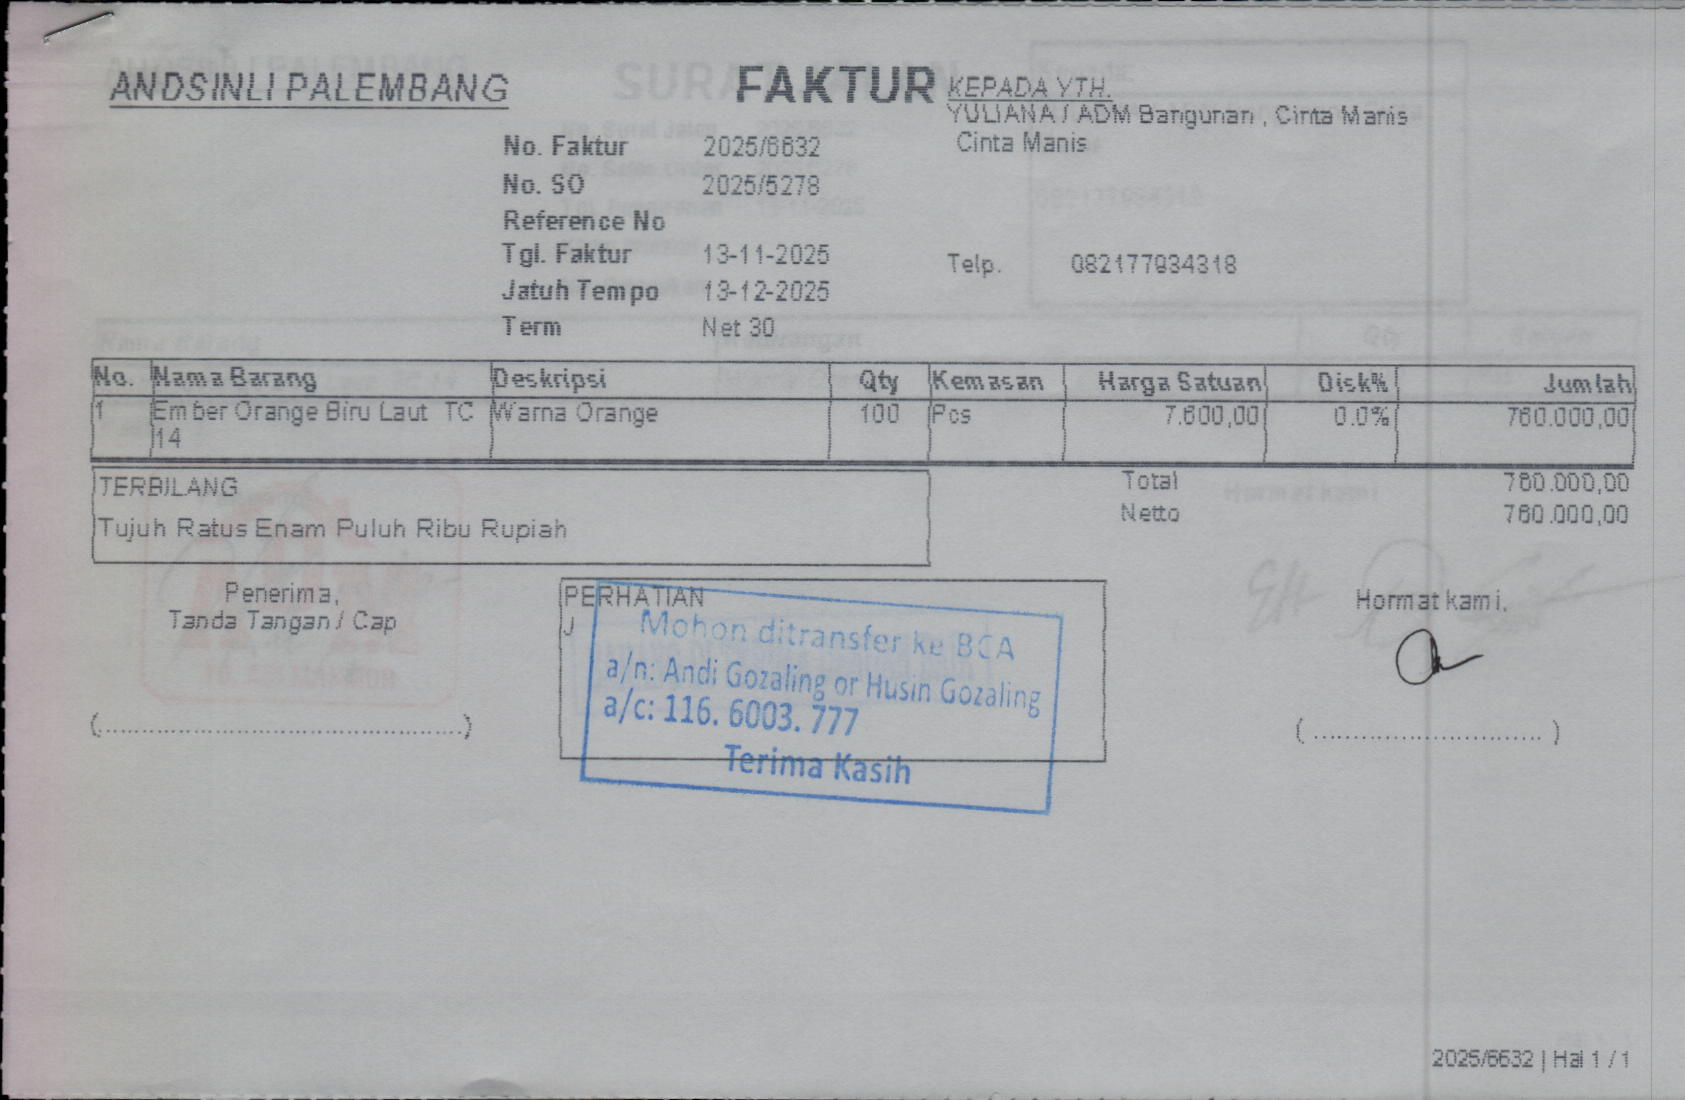 ANDSINLI PALEMBANG
FAKTUR
KEPADA YTH.
YULIANA / ADM Bangunan , Cinta Manis
Cinta Manis
No. Faktur 2025/6632
No. SO 2025/5278
Reference No
Tgl. Faktur 13-11-2025
Telp. 082177934318
Jatuh Tempo 13-12-2025
Term Net 30
No. Nama Barang Deskripsi Qty Kemasan Harga Satuan Disk% Jumlah
1 Ember Orange Biru Laut TC Warna Orange 100 Pcs 7.600,00 0.0% 760.000,00
14
TERBILANG
Tujuh Ratus Enam Puluh Ribu Rupiah
Total 760.000,00
Netto 760.000,00
Penerima,
Tanda Tangan / Cap
(................................................)
PERHATIAN
J
Mohon ditransfer ke BCA
a/n: Andi Gozaling or Husin Gozaling
a/c: 116. 6003. 777
Terima Kasih
Hormat kami,
(.............................)
2025/6632 | Hal 1 / 1